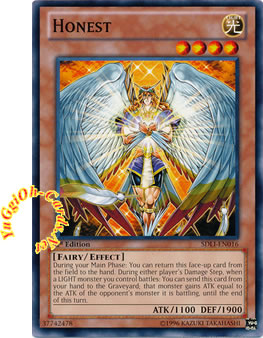 HONEST
光
YuGgiOh-Cards.Net
1st Edition
SDLI-EN016
[FAIRY/EFFECT]
During your Main Phase: You can return this face-up card from
the field to the hand. During either player's Damage Step, when
a LIGHT monster you control battles: You can send this card
from your hand to the Graveyard; that monster gains ATK equal to
the ATK of the opponent's monster it is battling, until the end
of this turn.
ATK/1100 DEF/1900
37742478
©1996 KAZUKI TAKAHASHI